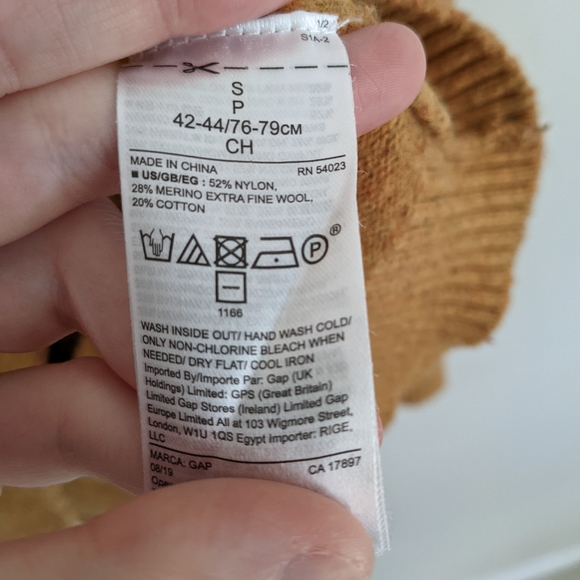 1/2
S1A-2
S
P
42-44/76-79CM
CH
MADE IN CHINA RN 54023
■ US/GB/EG : 52% NYLON,
28% MERINO EXTRA FINE WOOL,
20% COTTON
P ®
1166
WASH INSIDE OUT/ HAND WASH COLD/
ONLY NON-CHLORINE BLEACH WHEN
NEEDED/ DRY FLAT/ COOL IRON
Imported By/Importe Par: Gap (UK
Holdings) Limited: GPS (Great Britain)
Limited Gap Stores (Ireland) Limited Gap
Europe Limited All at 103 Wigmore Street,
London, W1U 1QS Egypt Importer: RIGE,
LLC
MARCA: GAP CA 17897
08/19